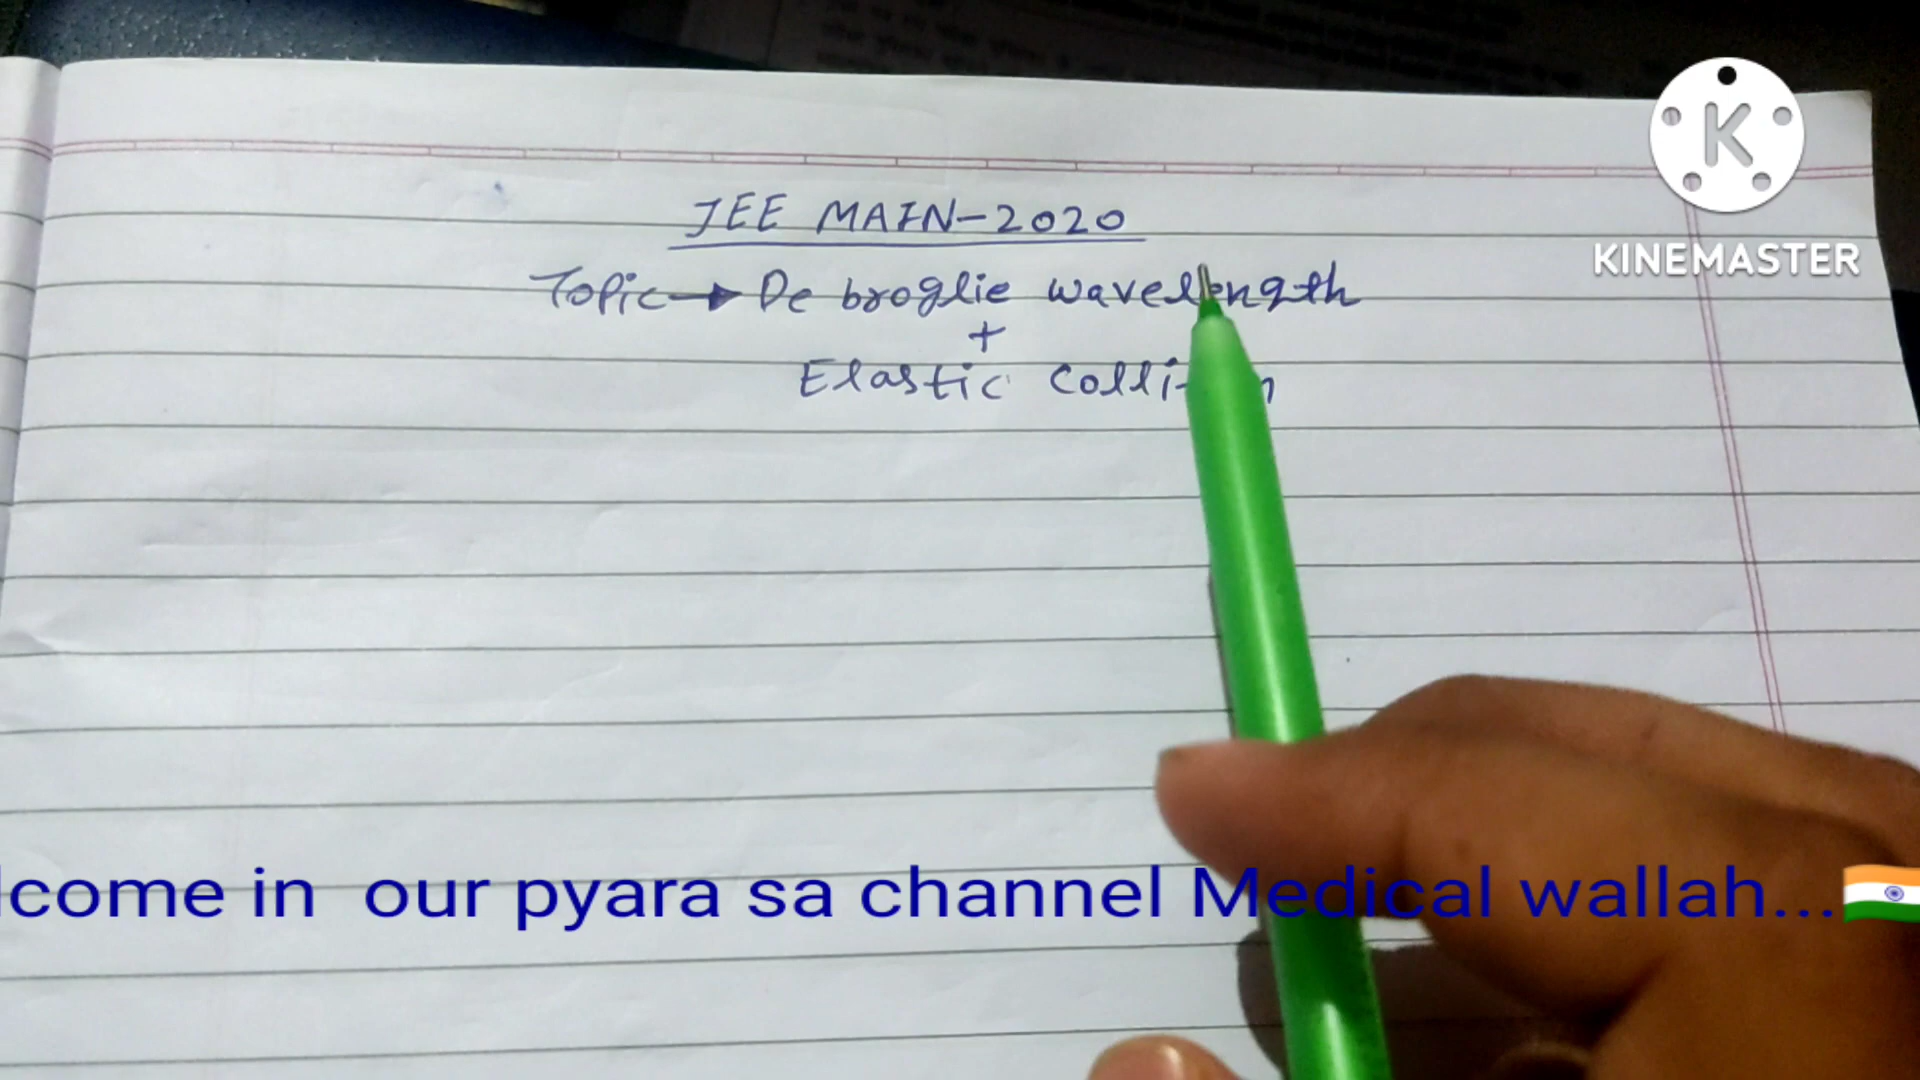 JEE MAIN-2020
Topic → De broglie wavelength
+
Elastic
KINEMASTER
lcome in our pyara sa channel Medical wallah...